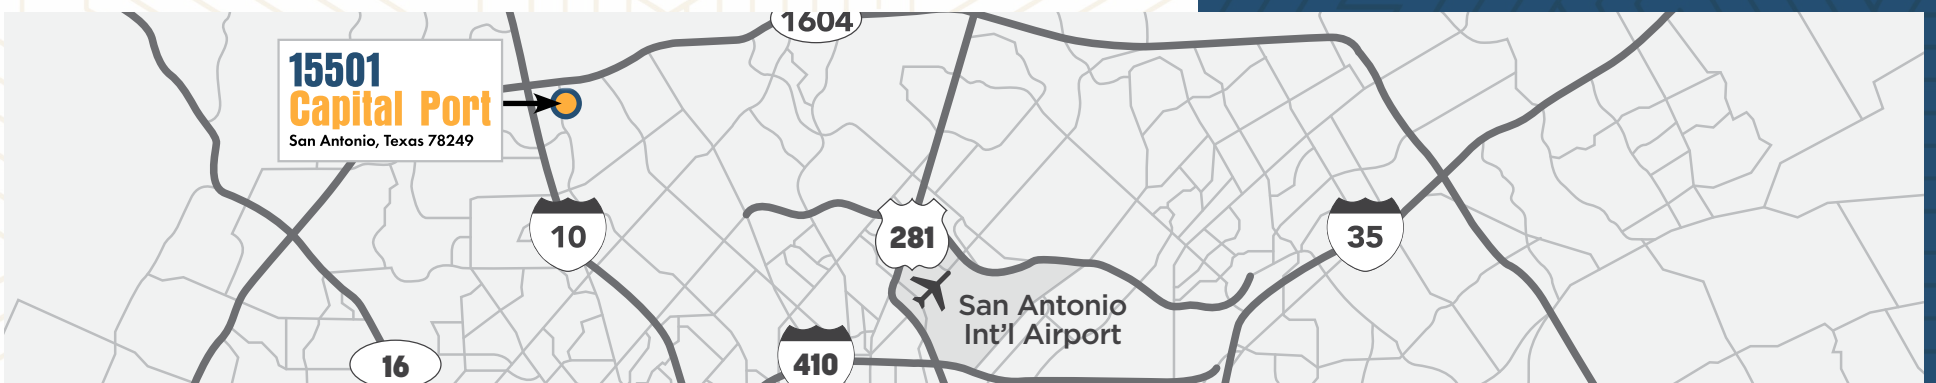 1604
15501
Capital Port
San Antonio, Texas 78249
10
281
35
San Antonio
Int'l Airport
410
16